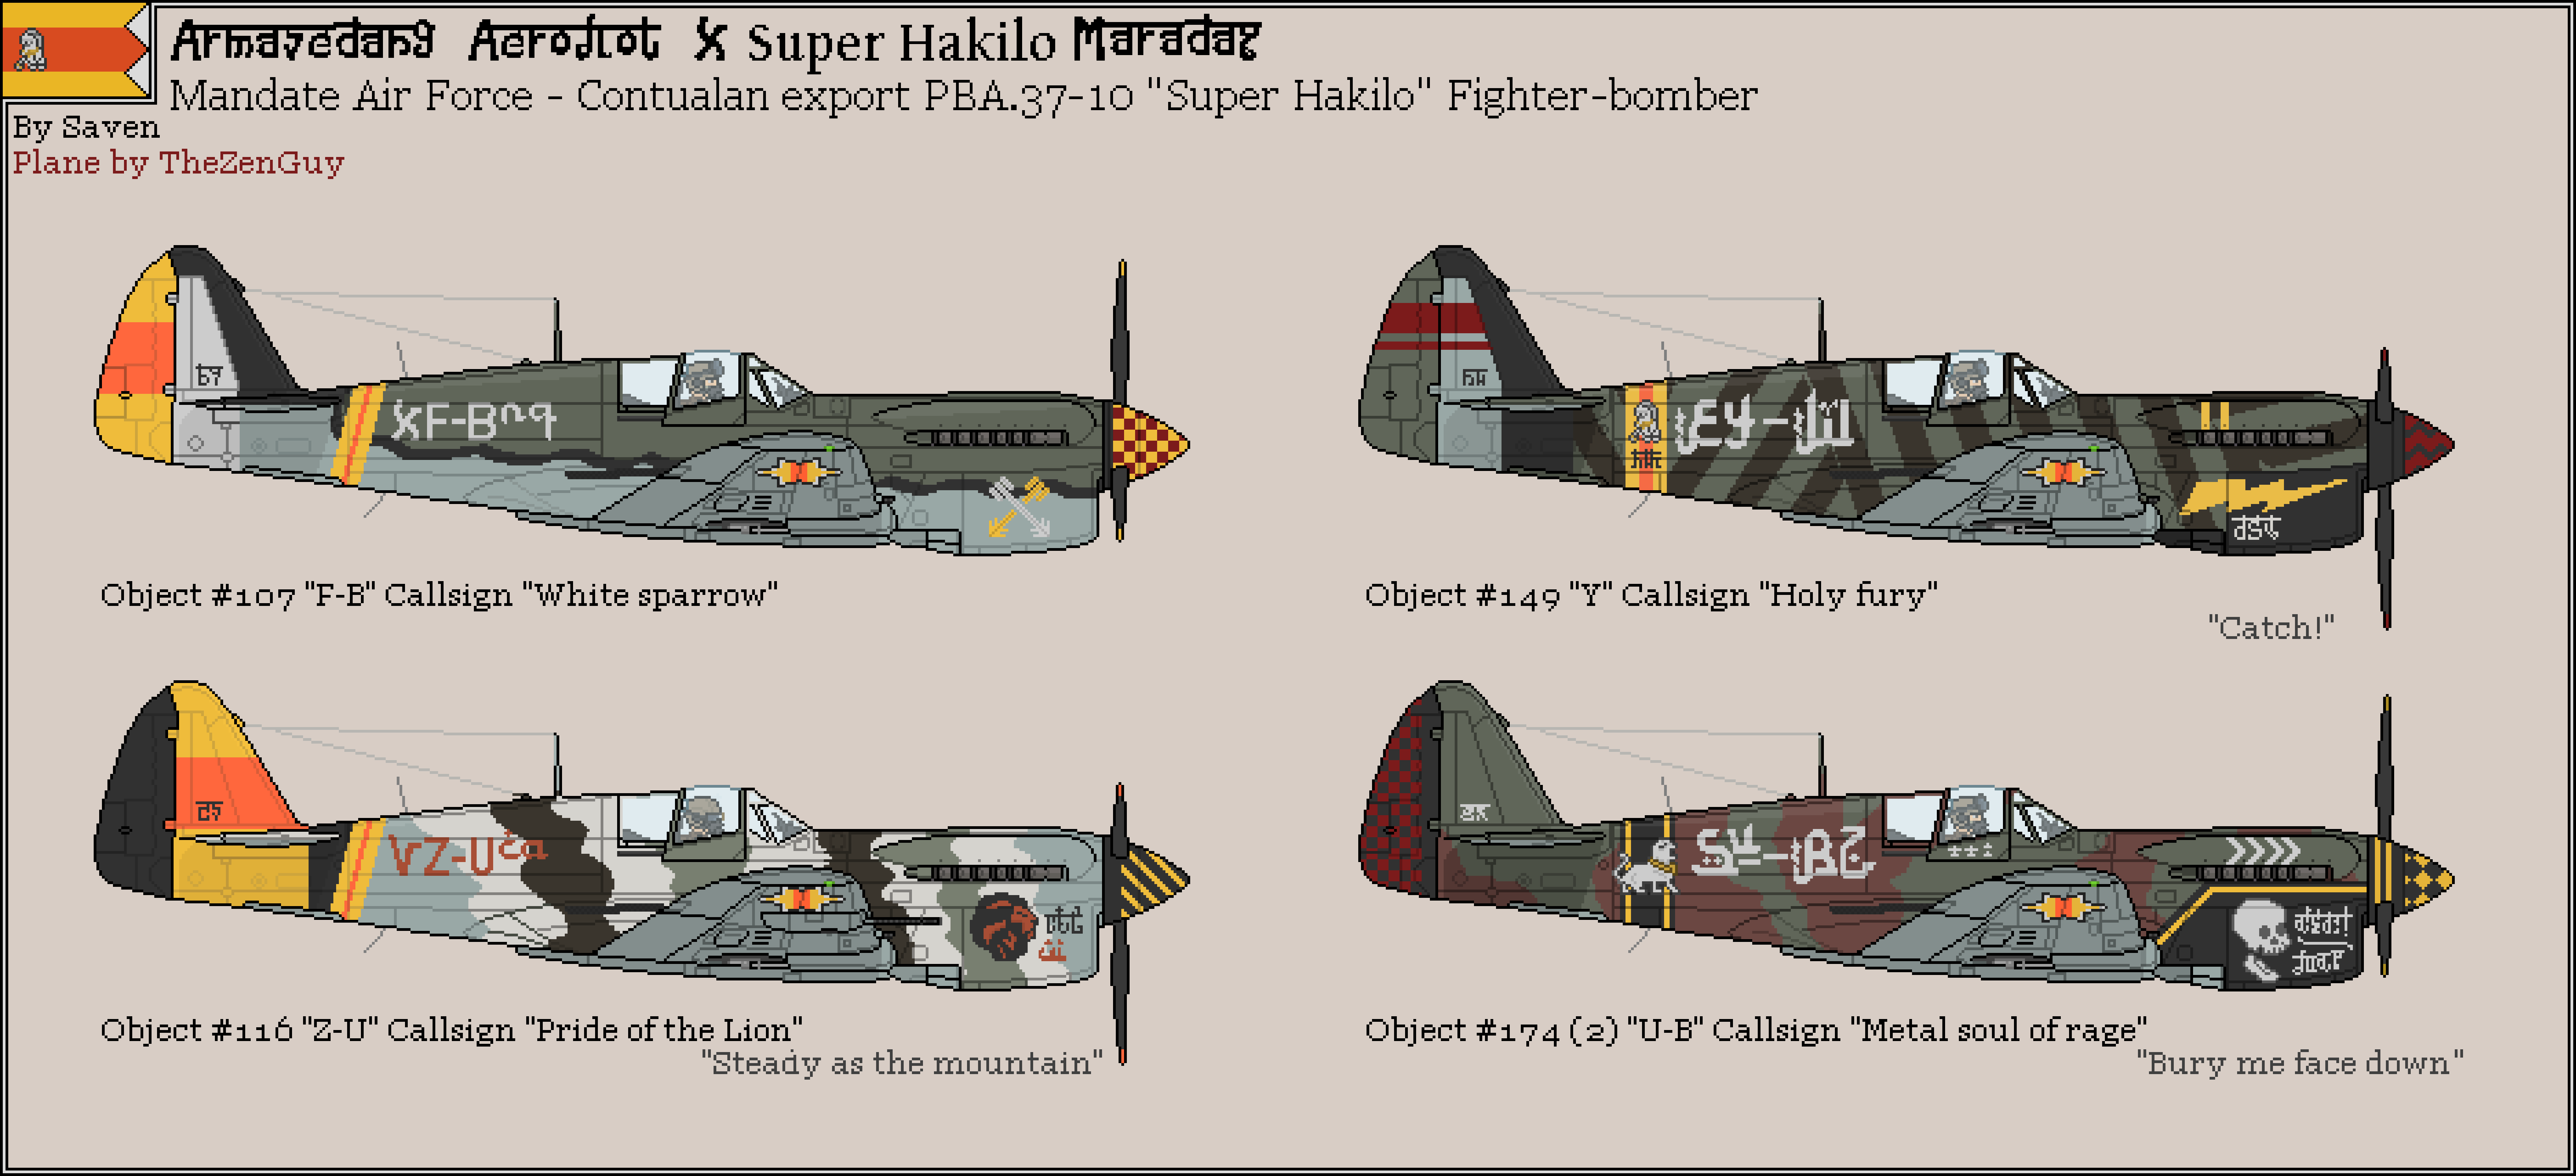 Super Hakilo
Mandate Air Force - Contualan export PBA.37-10 "Super Hakilo" Fighter-bomber
By Saven
Plane by TheZenGuy
F-B
Object #107 "F-B" Callsign "White sparrow"
Object #149 "Y" Callsign "Holy fury"
"Catch!"
Z-U
Object #116 "Z-U" Callsign "Pride of the Lion"
"Steady as the mountain"
Object #174 (2) "U-B" Callsign "Metal soul of rage"
"Bury me face down"